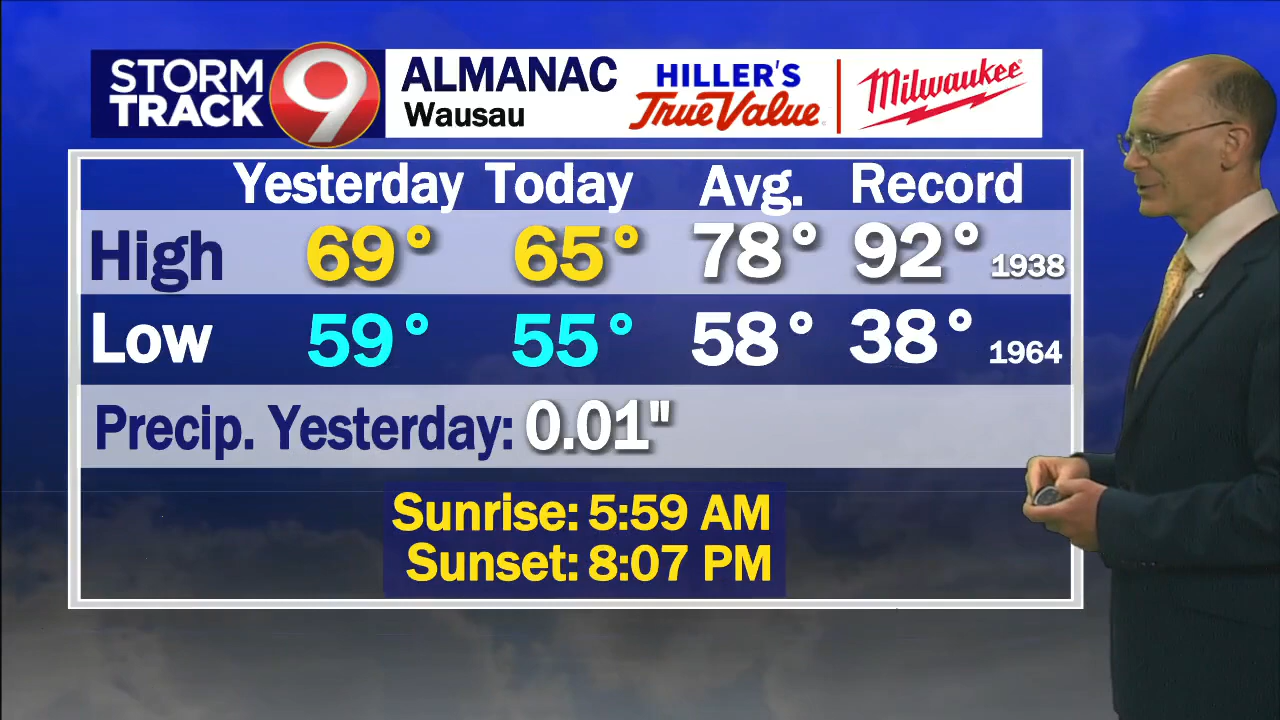 STORM TRACK 9
ALMANAC
Wausau
HILLER'S
True Value
Milwaukee
Yesterday Today Avg. Record
High 69° 65° 78° 92° 1938
Low 59° 55° 58° 38° 1964
Precip. Yesterday: 0.01"
Sunrise: 5:59 AM
Sunset: 8:07 PM